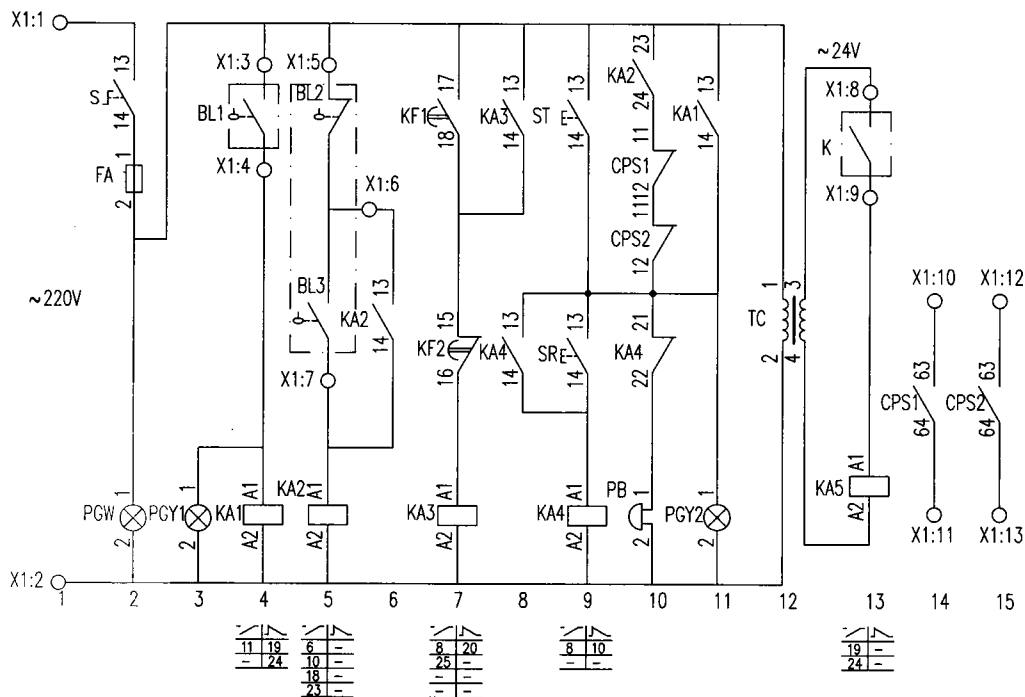 X1:1
X1:3
X1:5
~24V
13
S
14
BL1
BL2
17
KF1
18
13
KA3
14
13
ST
14
23
KA2
24
13
KA1
14
X1:8
K
X1:9
1
FA
2
X1:4
X1:6
11
CPS1
12
11
CPS2
12
~220V
BL3
13
KA2
14
15
KF2
16
13
KA4
14
13
SR
14
21
KA4
22
1
TC
2
3
4
X1:10
X1:12
63
CPS1
64
63
CPS2
64
X1:7
1
PGW
2
1
PGY1
2
A1
KA1
A2
A1
KA2
A2
A1
KA3
A2
A1
KA4
A2
PB
1
2
1
PGY2
2
A1
KA5
A2
X1:11
X1:13
X1:2
1 2 3 4 5 6 7 8 9 10 11 12 13 14 15
11 19
- 24
6 -
10 -
18 -
23 -
8 20
25 -
- -
- -
8 10
- -
19 -
24 -